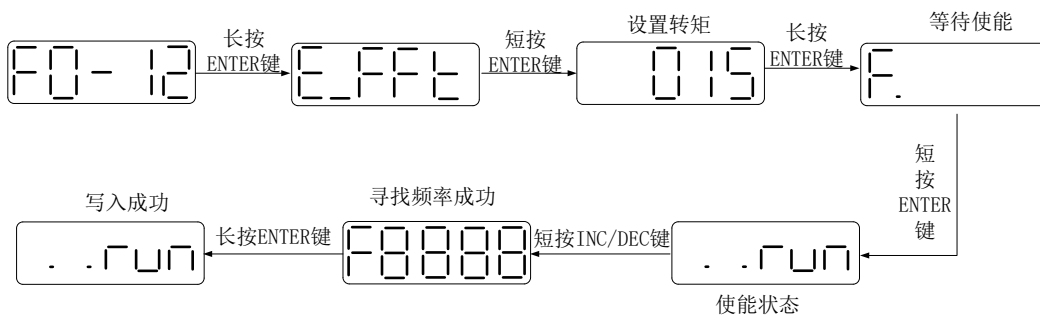 设置转矩
等待使能
长按
ENTER键
短按
ENTER键
长按
ENTER键
F0-12
E_FFt
015
F.
短
按
ENTER
键
写入成功
寻找频率成功
长按ENTER键
短按INC/DEC键
..run
F8888
..run
使能状态